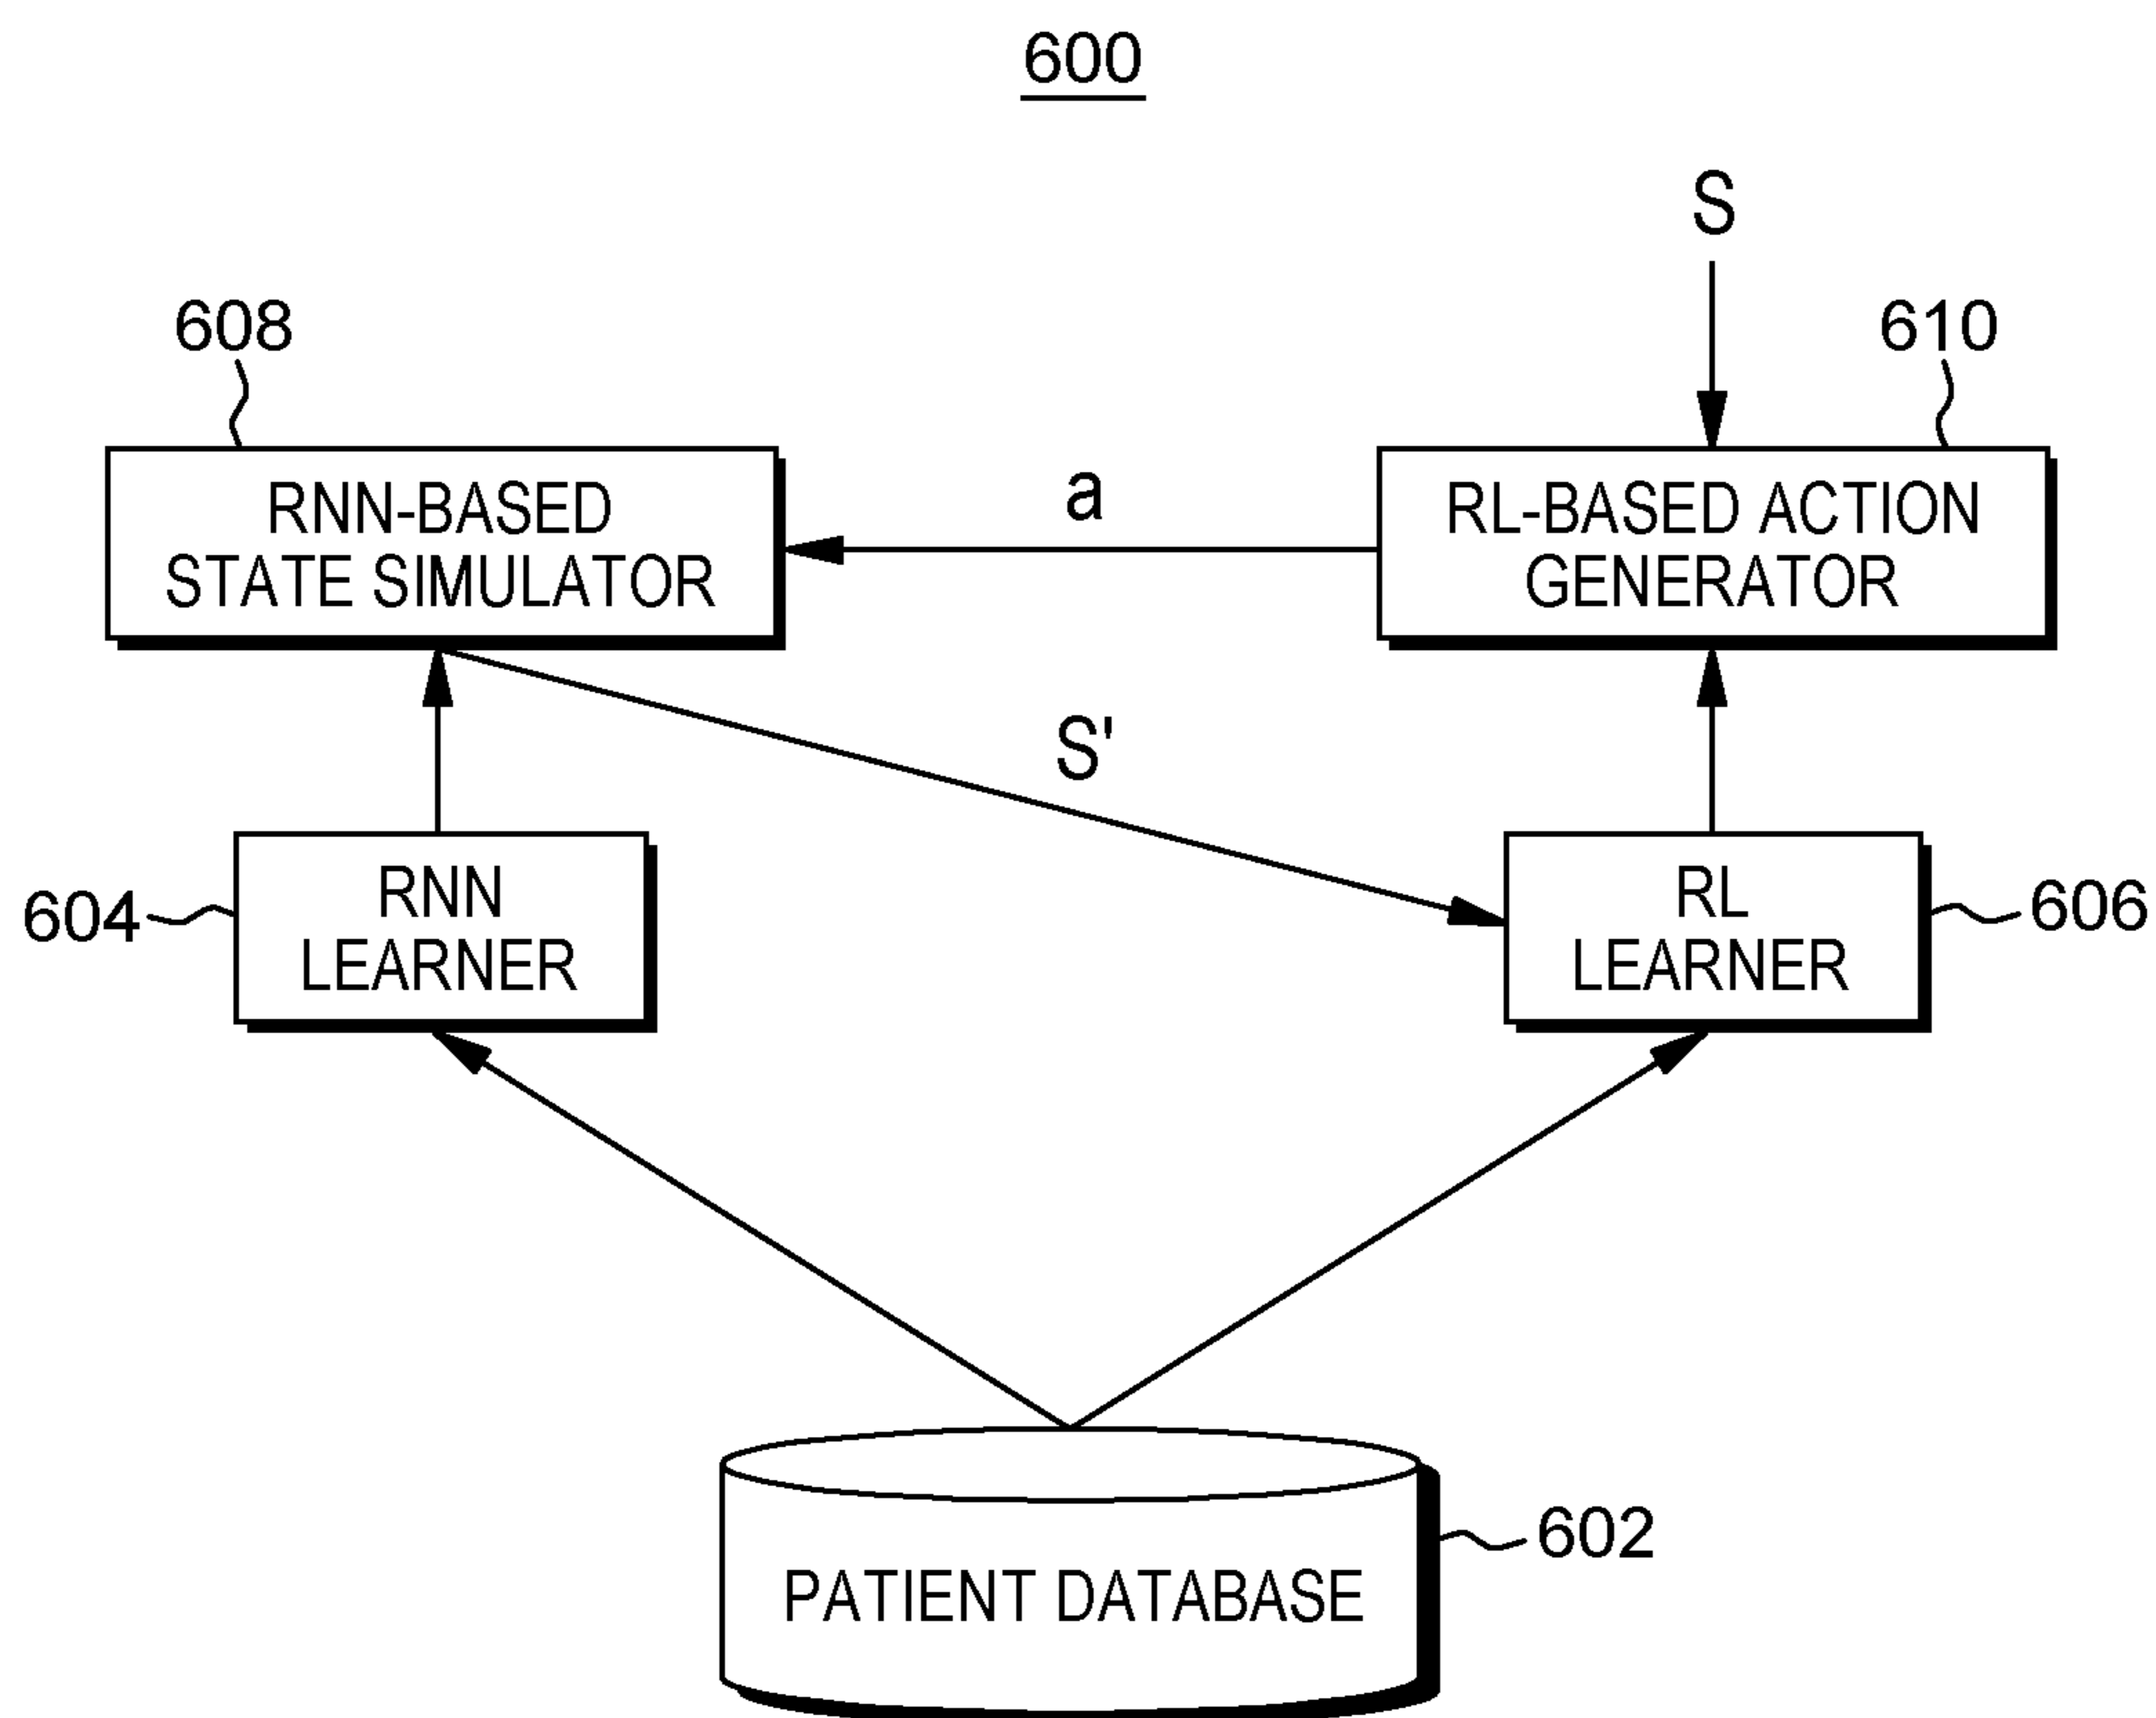 600
S
608
610
RNN-BASED
STATE SIMULATOR
a
RL-BASED ACTION
GENERATOR
S'
604
RNN
LEARNER
RL
LEARNER
606
602
PATIENT DATABASE